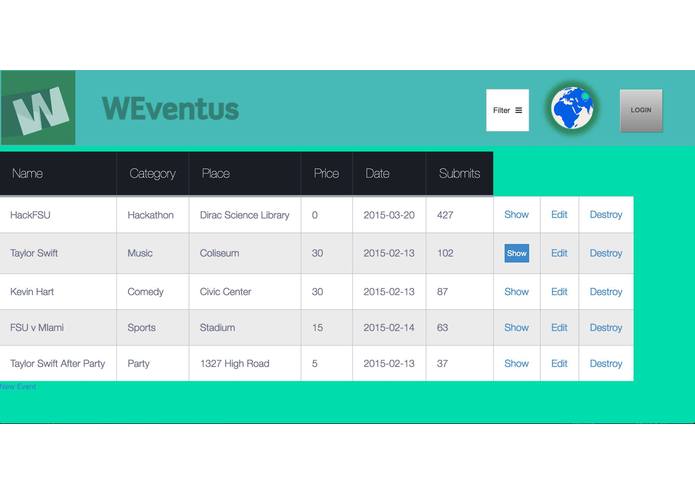 W WEventus Filter LOGIN
Name Category Place Price Date Submits
HackFSU Hackathon Dirac Science Library 0 2015-03-20 427 Show Edit Destroy
Taylor Swift Music Coliseum 30 2015-02-13 102 Show Edit Destroy
Kevin Hart Comedy Civic Center 30 2015-02-13 87 Show Edit Destroy
FSU v MIami Sports Stadium 15 2015-02-14 63 Show Edit Destroy
Taylor Swift After Party Party 1327 High Road 5 2015-02-13 37 Show Edit Destroy
New Event